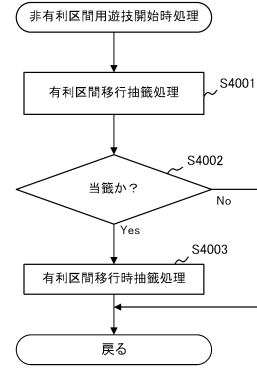 非有利区間用遊技開始時処理
S4001
有利区間移行抽籤処理
S4002
当籤か？
No
Yes
S4003
有利区間移行時抽籤処理
戻る